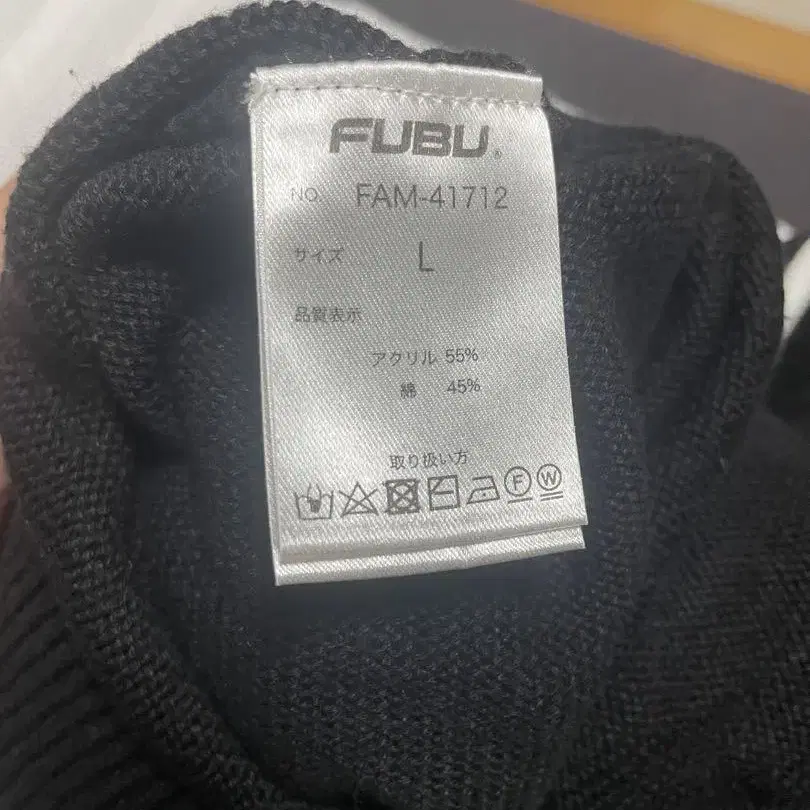 FUBU®
NO. FAM-41712
サイズ L
品質表示
アクリル 55%
綿 45%
取り扱い方
F W